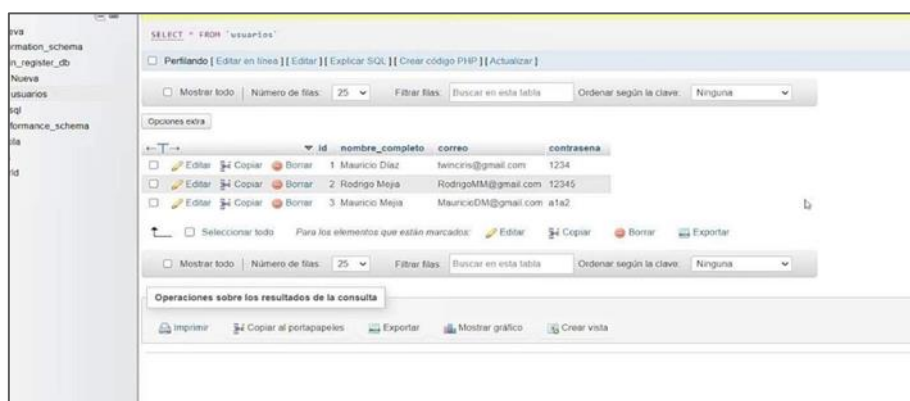 eva
rmation_schema
n_register_db
Nueva
usuarios
sql
formance_schema
SELECT * FROM `usuarios`
Perfilando [ Editar en línea ] [ Editar ] [ Explicar SQL ] [ Crear código PHP ] [ Actualizar ]
Mostrar todo | Número de filas: 25 Filtrar filas: Buscar en esta tabla Ordenar según la clave: Ninguna
Opciones extra
id nombre_completo correo contrasena
Editar Copiar Borrar 1 Mauricio Díaz twinciris@gmail.com 1234
Editar Copiar Borrar 2 Rodrigo Mejia RodrigoMM@gmail.com 12345
Editar Copiar Borrar 3 Mauricio Mejia MauricioDM@gmail.com a1a2
Seleccionar todo Para los elementos que están marcados: Editar Copiar Borrar Exportar
Mostrar todo | Número de filas: 25 Filtrar filas: Buscar en esta tabla Ordenar según la clave: Ninguna
Operaciones sobre los resultados de la consulta
Imprimir Copiar al portapapeles Exportar Mostrar gráfico Crear vista